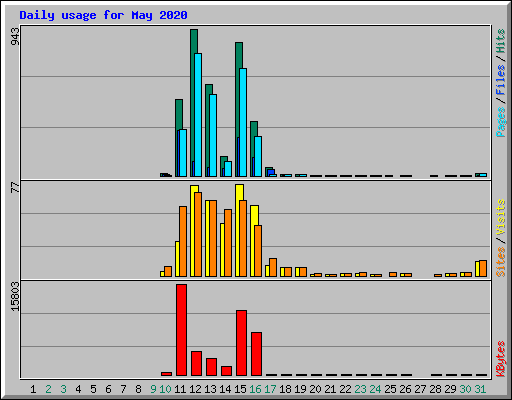 Daily usage for May 2020
943
Pages / Files / Hits
77
Sites / Visits
15803
KBytes
1 2 3 4 5 6 7 8 9 10 11 12 13 14 15 16 17 18 19 20 21 22 23 24 25 26 27 28 29 30 31